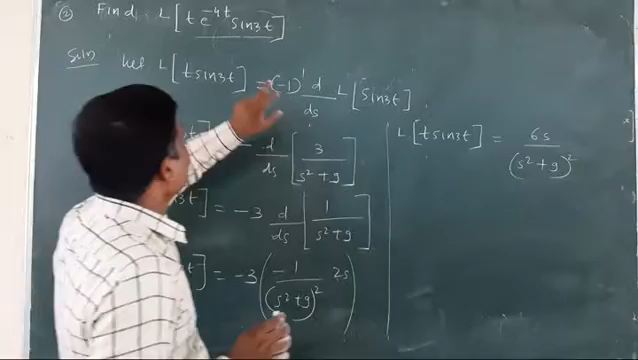 ② Find L[t e^{-4t} sin3t]
Soln let L[t sin3t] = (-1)^1 d/ds L[sin3t]
d/ds [3/(s²+9)]
] = -3 d/ds [1/(s²+9)]
t] = -3 (-1/(s²+9)² 2s)
L[t sin3t] = 6s/(s²+9)²